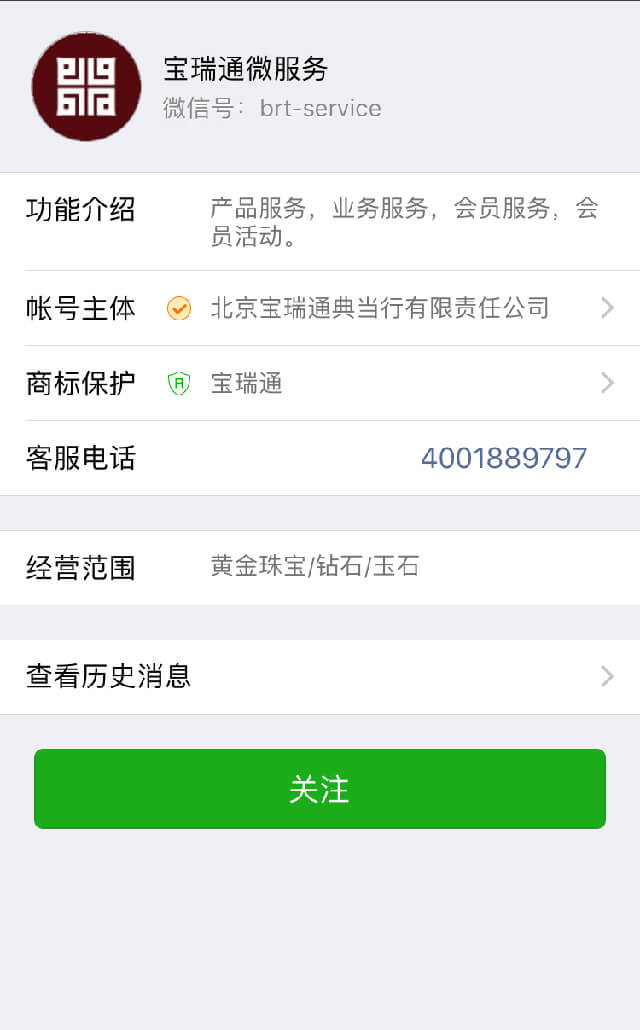 宝瑞通微服务
微信号: brt-service
功能介绍
产品服务，业务服务，会员服务，会
员活动。
帐号主体
北京宝瑞通典当行有限责任公司
商标保护
R
宝瑞通
客服电话
4001889797
经营范围
黄金珠宝/钻石/玉石
查看历史消息
关注